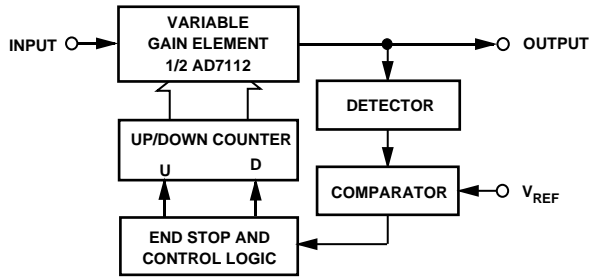 VARIABLE
GAIN ELEMENT
1/2 AD7112
INPUT
OUTPUT
DETECTOR
UP/DOWN COUNTER
U D
COMPARATOR
VREF
END STOP AND
CONTROL LOGIC